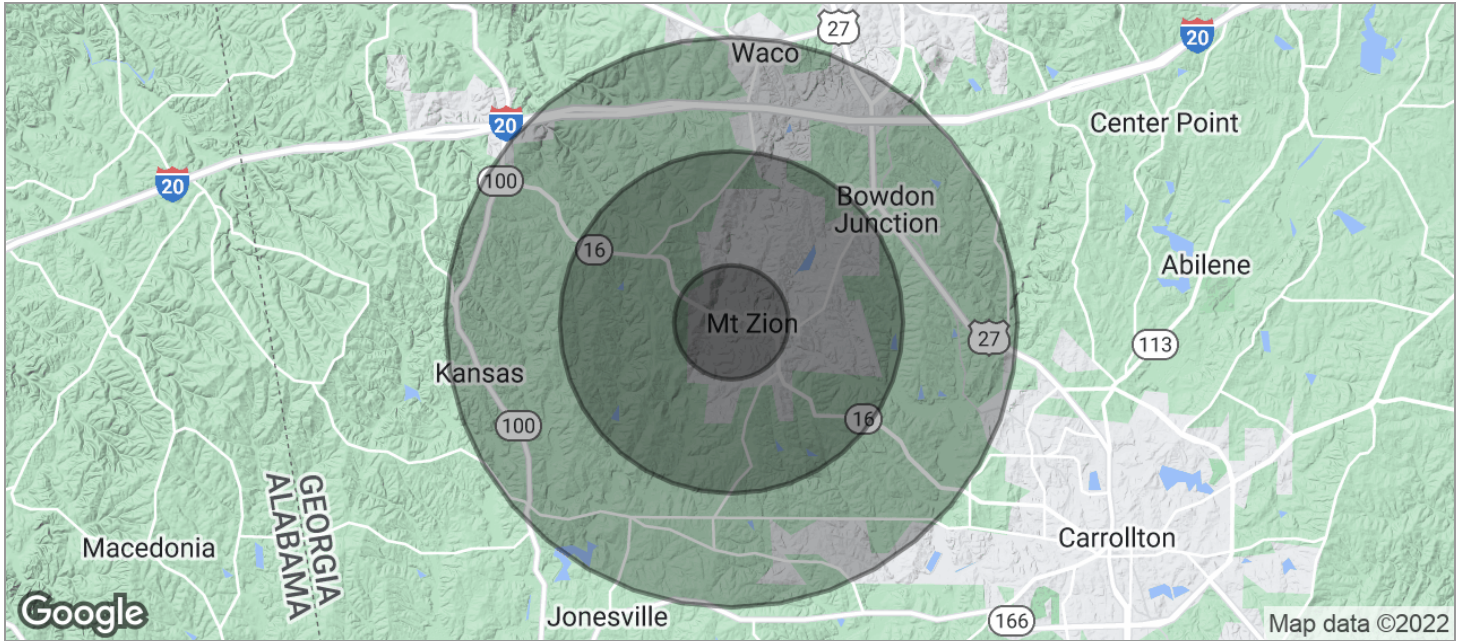 Waco
27
20
20
20
Center Point
100
Bowdon
Junction
16
Abilene
Mt Zion
27
113
Kansas
100
16
GEORGIA
ALABAMA
Macedonia
Carrollton
Google
Jonesville
166
Map data ©2022